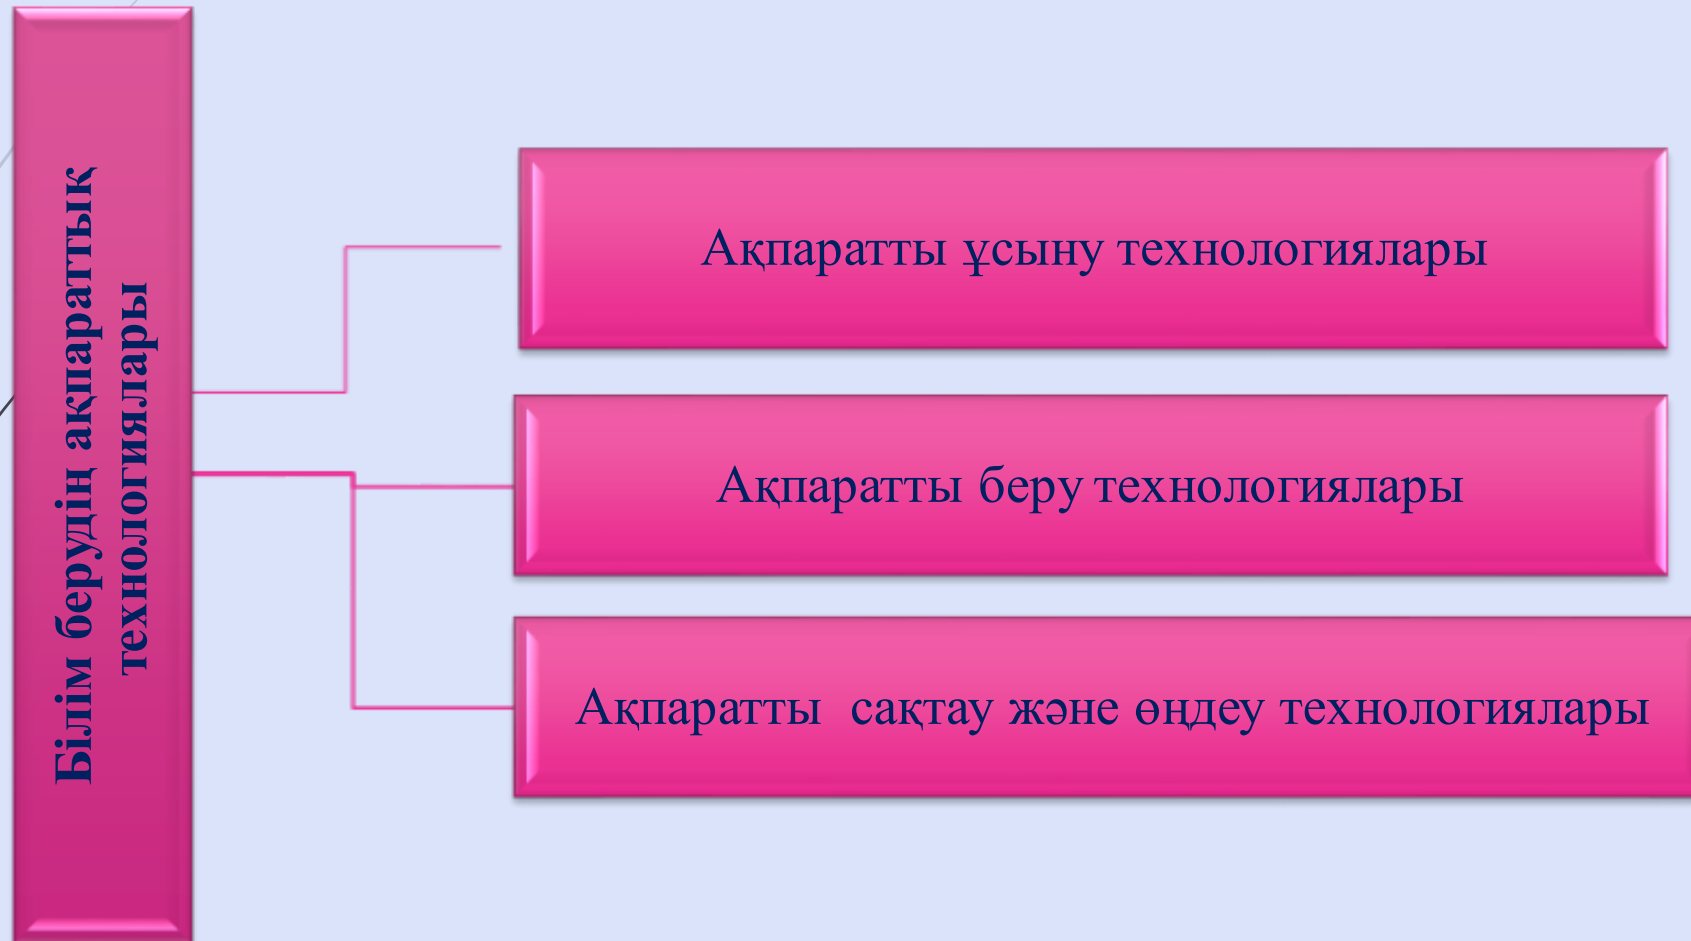 Білім берудің ақпараттық
технологиялары
Ақпаратты ұсыну технологиялары
Ақпаратты беру технологиялары
Ақпаратты  сақтау және өңдеу технологиялары